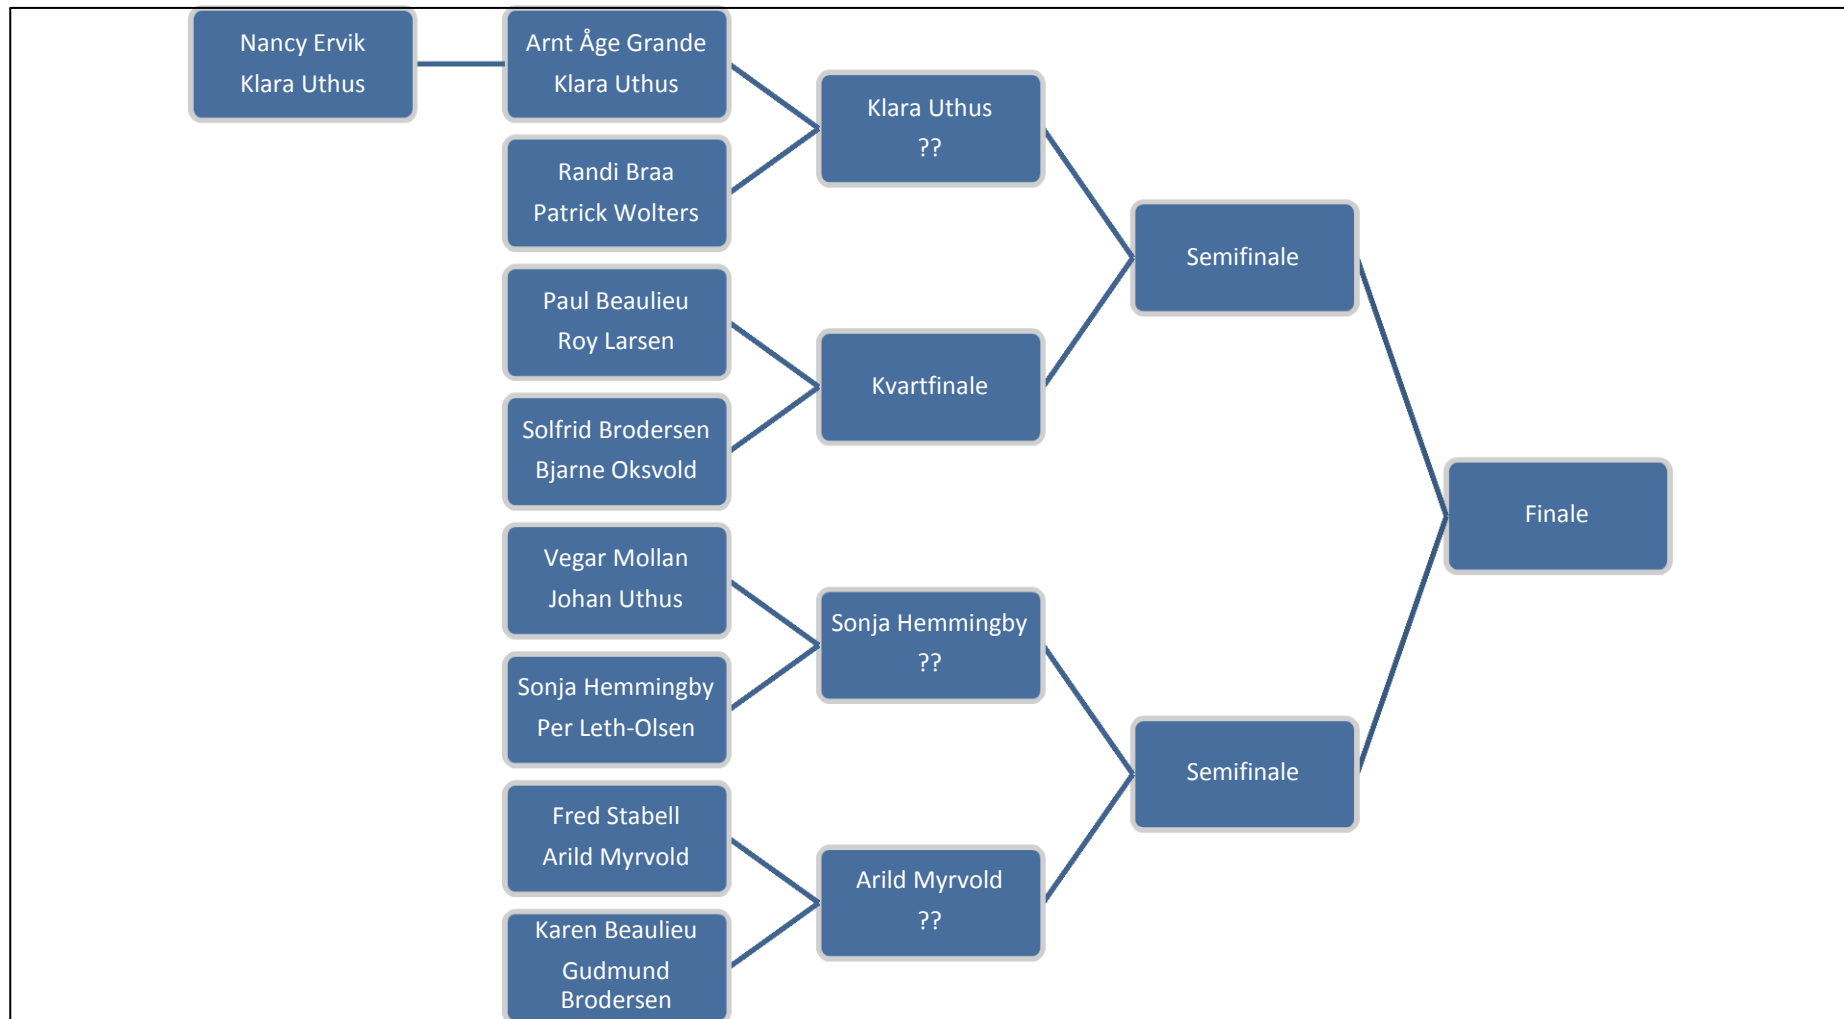 Nancy Ervik
Klara Uthus
Arnt Åge Grande
Klara Uthus
Randi Braa
Patrick Wolters
Paul Beaulieu
Roy Larsen
Solfrid Brodersen
Bjarne Oksvold
Vegar Mollan
Johan Uthus
Sonja Hemmingby
Per Leth-Olsen
Fred Stabell
Arild Myrvold
Karen Beaulieu
Gudmund
Brodersen
Klara Uthus
??
Kvartfinale
Sonja Hemmingby
??
Arild Myrvold
??
Semifinale
Semifinale
Finale